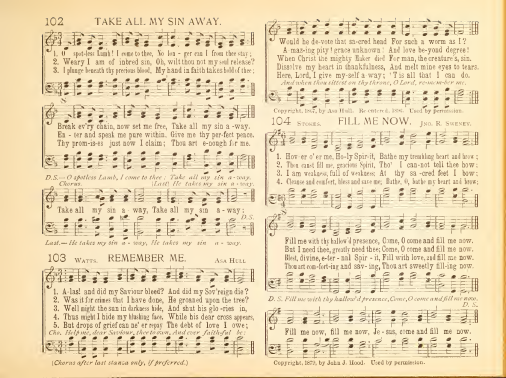 102 TAKE ALL MY SIN AWAY.
1. O spotless Lamb! I come to thee, No lon - ger can I from thee stay;
2. Weary I am of inbred sin, Oh, wilt thou not my soul release?
3. I plunge beneath thy precious blood, My hand in faith takes hold of thee;
Break ev'ry chain, now set me free, Take all my sin a - way.
En - ter and speak me pure within. Give me thy per-fect peace.
Thy prom-is-es just now I claim; Thou art e-nough for me.
D.S.—O spotless Lamb, I come to thee; Take all my sin a-way.
Chorus. (Last) He takes my sin a-way.
Take all my sin a-way, Take all my sin a-way;
D.S.
Last.—He takes my sin a-way, He takes my sin a-way.
103 WATTS. REMEMBER ME. ASA HULL
1. A-las! and did my Saviour bleed? And did my Sov'reign die?
2. Was it for crimes that I have done, He groaned upon the tree?
3. Well might the sun in darkness hide, And shut his glo-ries in,
4. Thus might I hide my blushing face, While his dear cross appears,
5. But drops of grief can ne'er repay The debt of love I owe;
Cho. Help me, dear Saviour, thee to own, And ever faithful be;
(Chorus after last stanza only, if preferred.)
Would he de-vote that sa-cred head For such a worm as I?
A-maz-ing pity! grace unknown! And love be-yond degree!
When Christ the mighty Maker died For man, the creature's, sin.
Dissolve my heart in thankfulness, And melt mine eyes to tears.
Here, Lord, I give my-self a-way; 'Tis all that I can do.
And when thou sittest on thy throne, O Lord, remember me.
Copyright, by Asa Hull. Used by permission.
104 FILL ME NOW. JNO. R. SWENEY.
1. Hov-er o'er me, Ho-ly Spir-it, Bathe my trembling heart and brow;
2. Thou canst fill me, gracious Spirit, Tho' I can-not tell thee how;
3. I am weakness, full of weakness: At thy sa-cred feet I bow;
4. Cleanse and comfort, bless and save me; Bathe, O, bathe my heart and brow;
Fill me with thy hallow'd presence, Come, O come and fill me now.
But I need thee, greatly need thee; Come, O come and fill me now.
Blest, divine, e-ter-nal Spir-it, Fill with love, and fill me now.
Thou art com-fort-ing and sav-ing, Thou art sweetly fill-ing now.
D.S. Fill me with thy hallow'd presence, Come, O come and fill me now.
D.S.
Fill me now, fill me now, Je-sus, come and fill me now.
Copyright, 1879, by John J. Hood. Used by permission.